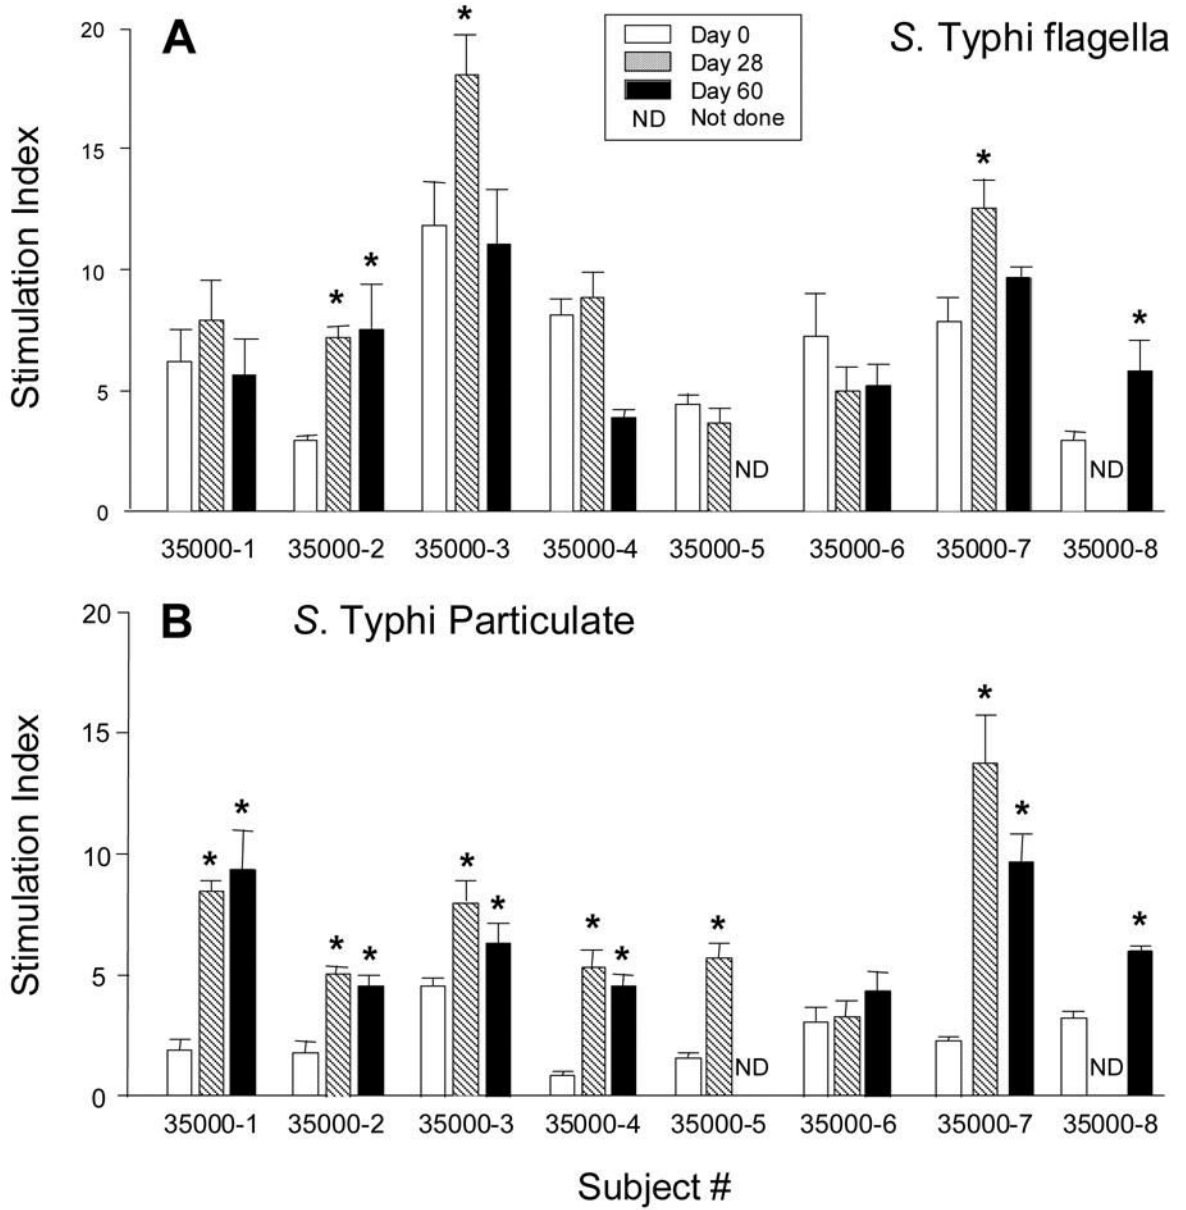 A
S. Typhi flagella
Day 0
Day 28
Day 60
ND Not done
Stimulation Index
20
15
10
5
0
*
*
*
*
*
ND
ND
35000-1 35000-2 35000-3 35000-4 35000-5 35000-6 35000-7 35000-8
B
S. Typhi Particulate
Stimulation Index
20
15
10
5
0
*
*
*
*
*
*
*
*
*
*
*
*
ND
ND
35000-1 35000-2 35000-3 35000-4 35000-5 35000-6 35000-7 35000-8
Subject #